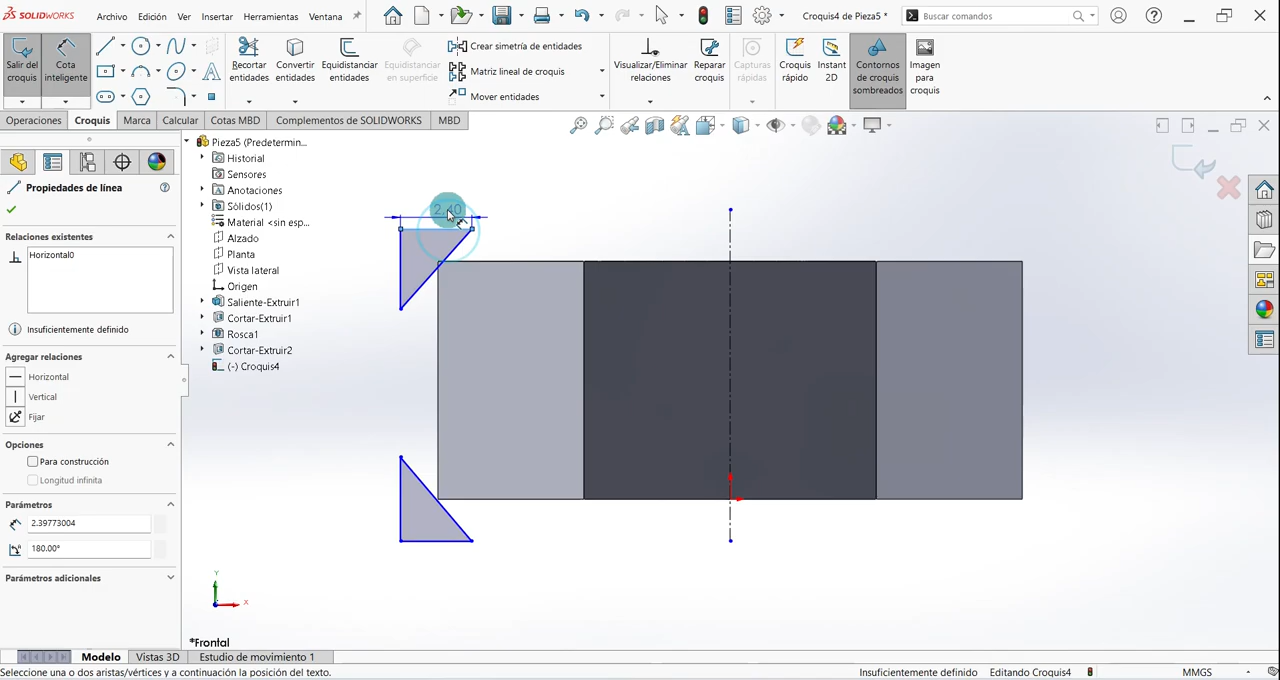 SOLIDWORKS
Archivo Edición Ver Insertar Herramientas Ventana
Croquis4 de Pieza5 *
Buscar comandos
Salir del croquis
Cota inteligente
Recortar entidades
Convertir entidades
Equidistanciar entidades
Equidistanciar en superficie
Crear simetría de entidades
Matriz lineal de croquis
Mover entidades
Visualizar/Eliminar relaciones
Reparar croquis
Capturas rápidas
Croquis rápido
Instant 2D
Contornos de croquis sombreados
Imagen para croquis
Operaciones Croquis Marca Calcular Cotas MBD Complementos de SOLIDWORKS MBD
Propiedades de línea
Relaciones existentes
Horizontal0
Insuficientemente definido
Agregar relaciones
Horizontal
Vertical
Fijar
Opciones
Para construcción
Longitud infinita
Parámetros
2.39773004
180.00°
Parámetros adicionales
Pieza5 (Predetermin...
Historial
Sensores
Anotaciones
Sólidos(1)
Material <sin esp...
Alzado
Planta
Vista lateral
Origen
Saliente-Extruir1
Cortar-Extruir1
Rosca1
Cortar-Extruir2
(-) Croquis4
2.40
Y
X
*Frontal
Modelo Vistas 3D Estudio de movimiento 1
Seleccione una o dos aristas/vértices y a continuación la posición del texto.
Insuficientemente definido Editando Croquis4 MMGS